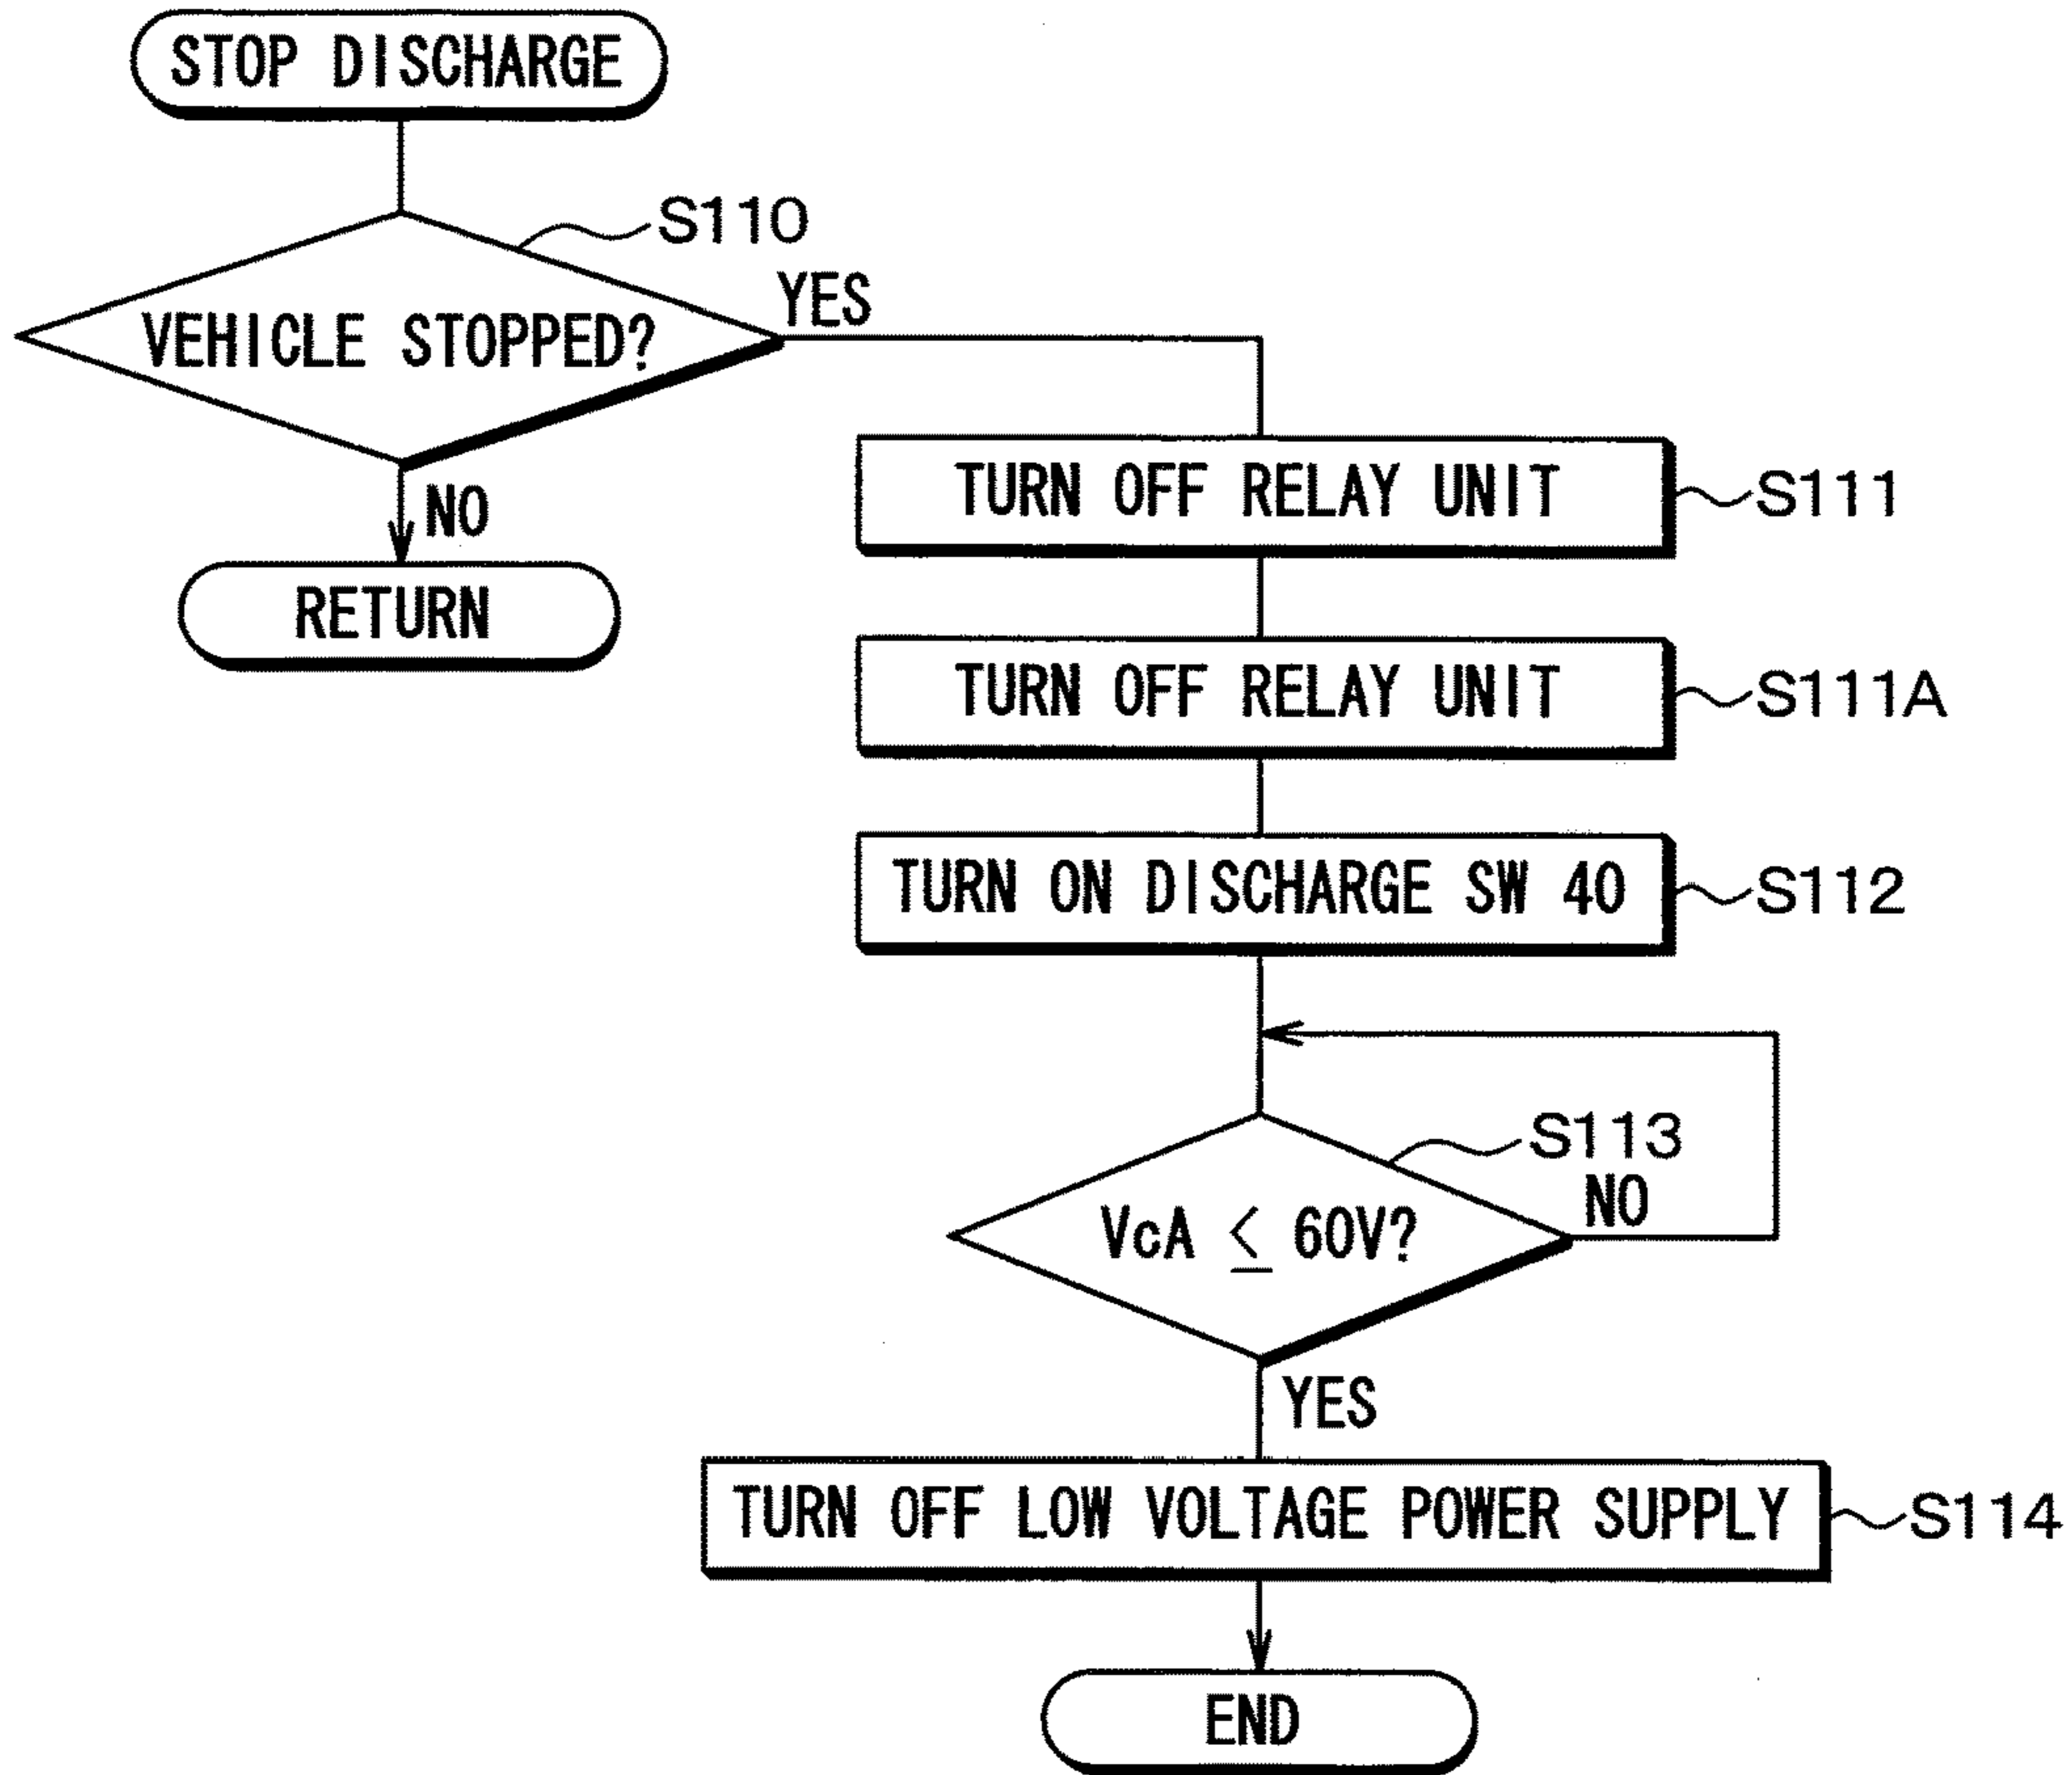 STOP DISCHARGE
S110
VEHICLE STOPPED?
YES
NO
RETURN
TURN OFF RELAY UNIT
S111
TURN OFF RELAY UNIT
S111A
TURN ON DISCHARGE SW 40
S112
S113
VcA ≤ 60V?
NO
YES
TURN OFF LOW VOLTAGE POWER SUPPLY
S114
END